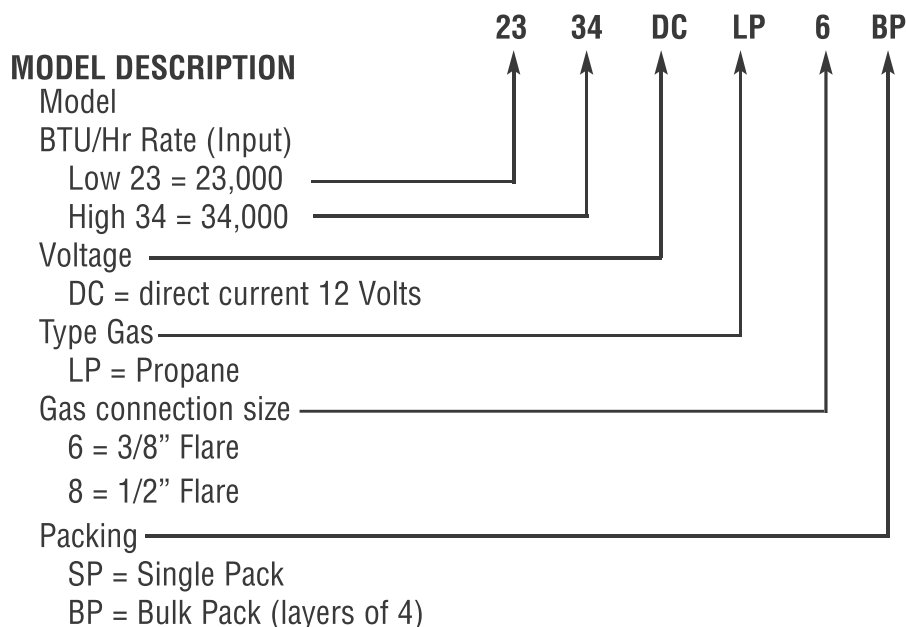 23 34 DC LP 6 BP
MODEL DESCRIPTION
Model
BTU/Hr Rate (Input)
Low 23 = 23,000
High 34 = 34,000
Voltage
DC = direct current 12 Volts
Type Gas
LP = Propane
Gas connection size
6 = 3/8” Flare
8 = 1/2” Flare
Packing
SP = Single Pack
BP = Bulk Pack (layers of 4)